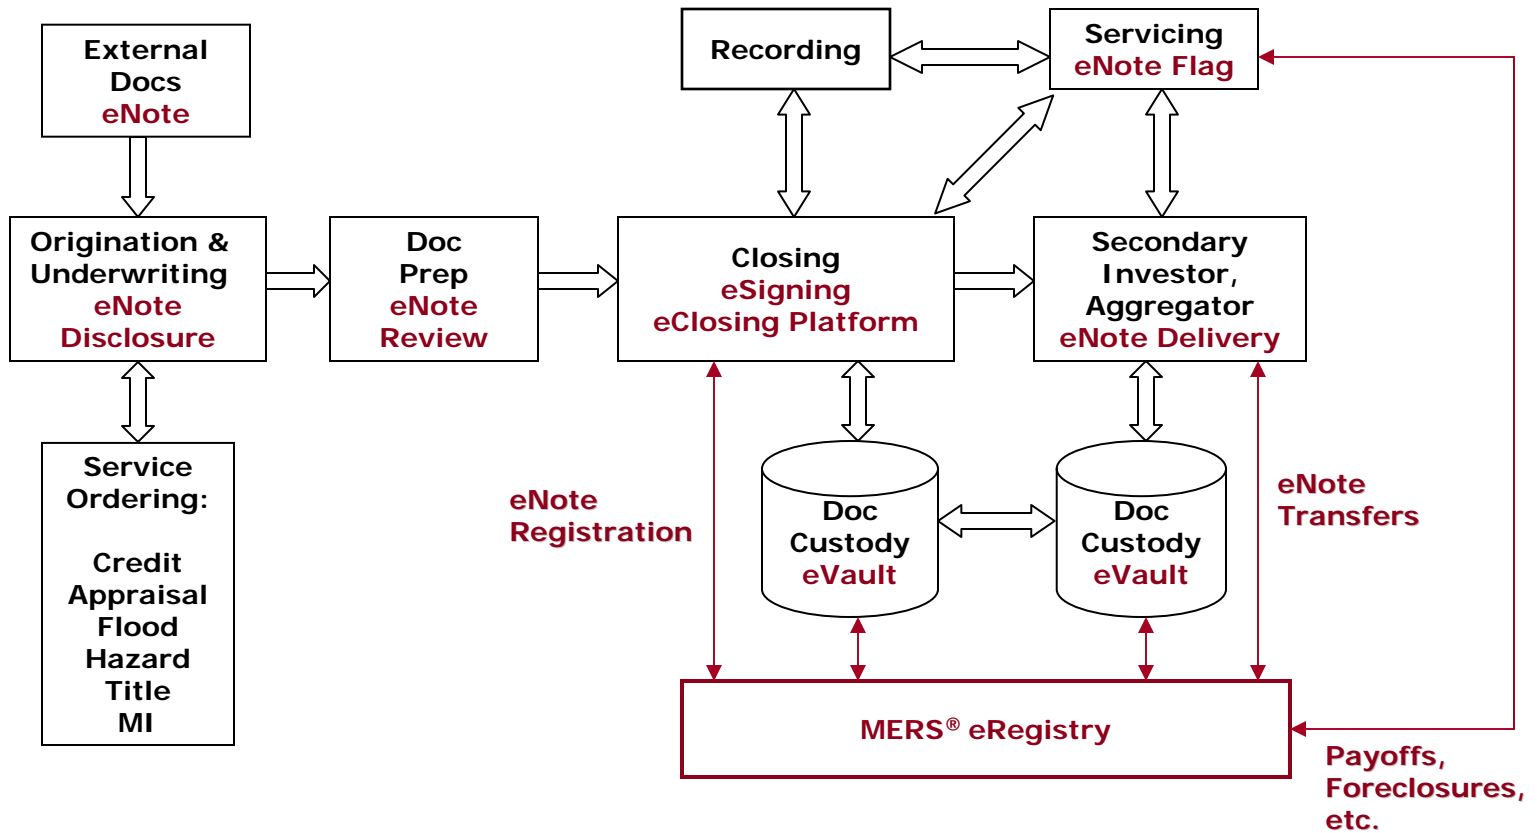 External
Docs
eNote
Recording
Servicing
eNote Flag
Origination &
Underwriting
eNote
Disclosure
Doc
Prep
eNote
Review
Closing
eSigning
eClosing Platform
Secondary
Investor,
Aggregator
eNote Delivery
Service
Ordering:
Credit
Appraisal
Flood
Hazard
Title
MI
eNote
Registration
Doc
Custody
eVault
Doc
Custody
eVault
eNote
Transfers
MERS® eRegistry
Payoffs,
Foreclosures,
etc.